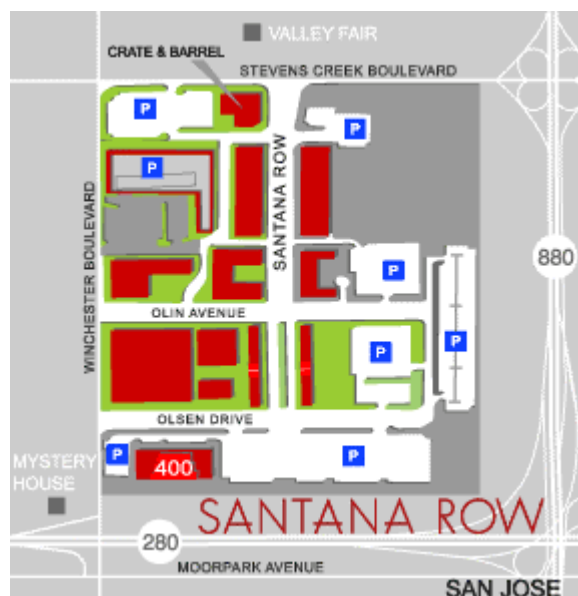 VALLEY FAIR
CRATE & BARREL
STEVENS CREEK BOULEVARD
P
P
P
SANTANA ROW
WINCHESTER BOULEVARD
880
P
OLIN AVENUE
P
P
OLSEN DRIVE
P
P
400
MYSTERY
HOUSE
SANTANA ROW
280
MOORPARK AVENUE
SAN JOSE